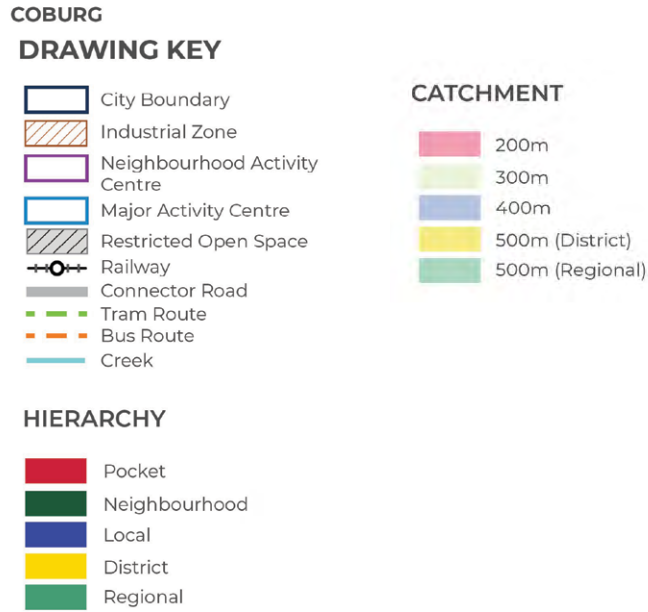 COBURG
DRAWING KEY
City Boundary
Industrial Zone
Neighbourhood Activity
Centre
Major Activity Centre
Restricted Open Space
Railway
Connector Road
Tram Route
Bus Route
Creek
CATCHMENT
200m
300m
400m
500m (District)
500m (Regional)
HIERARCHY
Pocket
Neighbourhood
Local
District
Regional